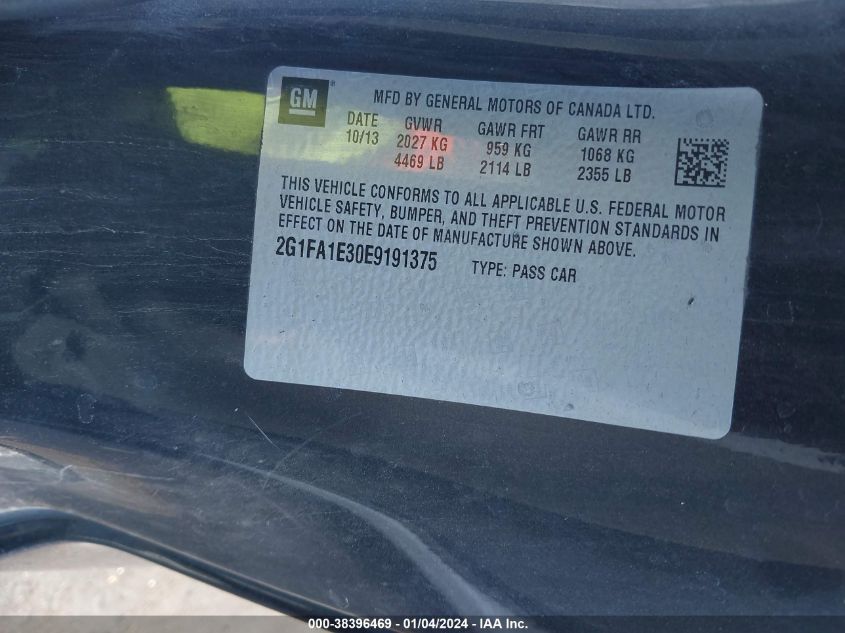 GM ®
MFD BY GENERAL MOTORS OF CANADA LTD.
DATE GVWR GAWR FRT GAWR RR
10/13 2027 KG 959 KG 1068 KG
4469 LB 2114 LB 2355 LB
THIS VEHICLE CONFORMS TO ALL APPLICABLE U.S. FEDERAL MOTOR
VEHICLE SAFETY, BUMPER, AND THEFT PREVENTION STANDARDS IN
EFFECT ON THE DATE OF MANUFACTURE SHOWN ABOVE.
2G1FA1E30E9191375 TYPE: PASS CAR
000-38396469 - 01/04/2024 - IAA Inc.